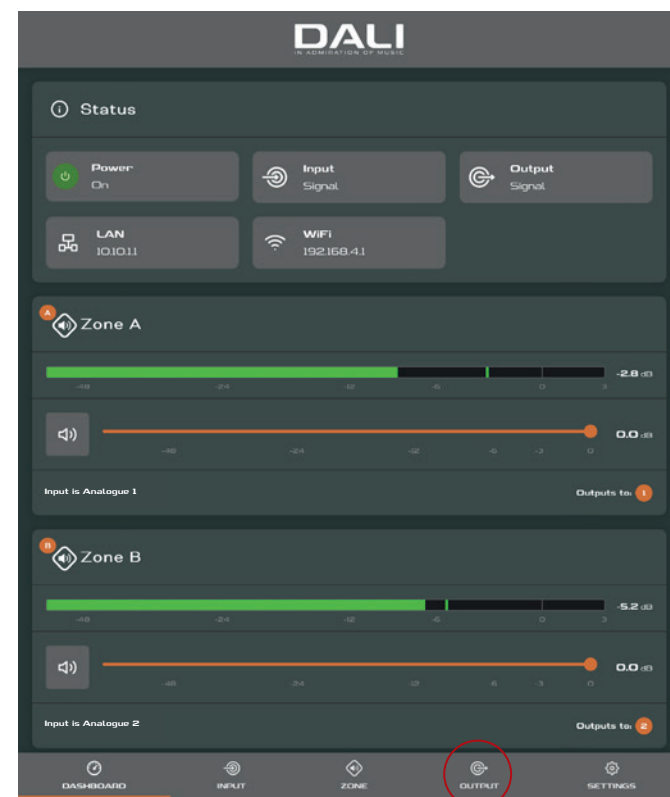 DALI
IN ADMIRATION OF MUSIC
Status
Power
On
Input
Signal
Output
Signal
LAN
10.10.1.1
WiFi
192.168.4.1
A
Zone A
-2.8 dB
-48 -24 -12 -6 0 3
0.0 dB
-48 -24 -12 -6 -3 0
Input is Analogue 1
Outputs to: 1
B
Zone B
-5.2 dB
-48 -24 -12 -6 0 3
0.0 dB
-48 -24 -12 -6 -3 0
Input is Analogue 2
Outputs to: 2
DASHBOARD INPUT ZONE OUTPUT SETTINGS